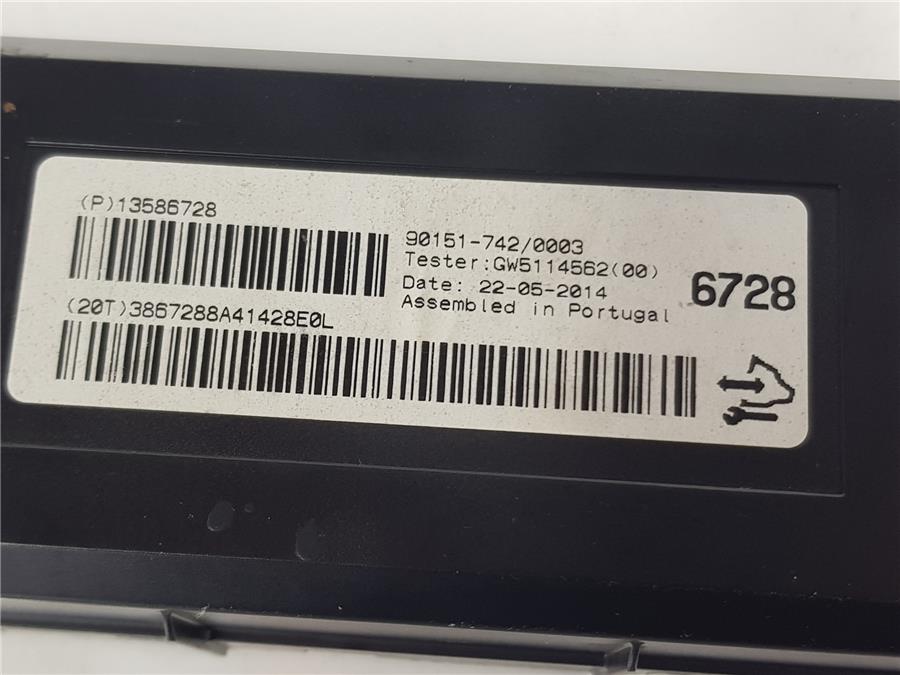 (P)13586728
90151-742/0003
Tester:GW5114562(00)
Date: 22-05-2014
Assembled in Portugal
6728
(20T)3867288A41428E0L